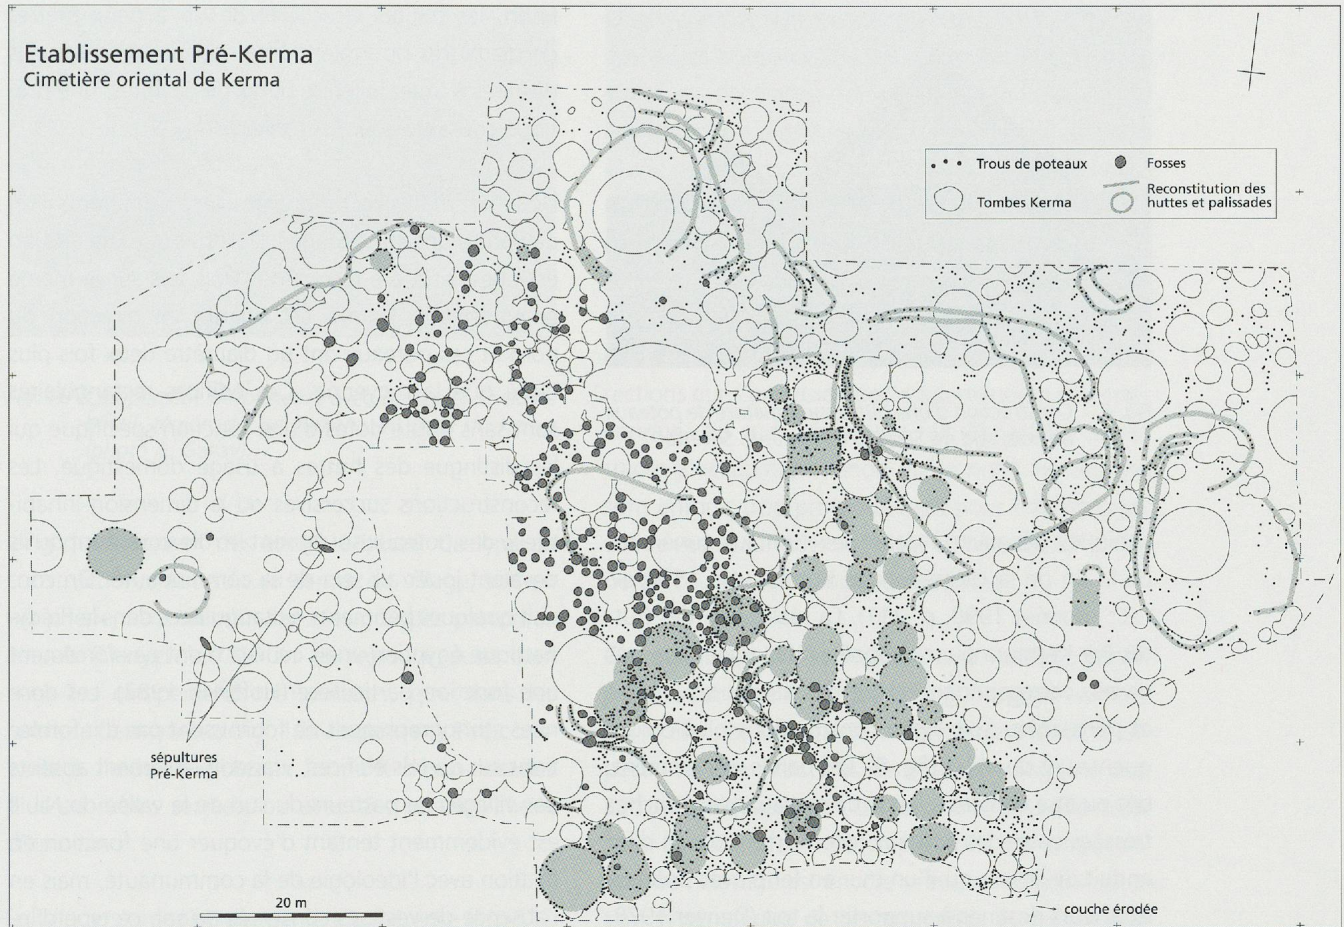 Etablissement Pré-Kerma
Cimetière oriental de Kerma
Trous de poteaux
Fosses
Tombes Kerma
Reconstitution des
huttes et palissades
sépultures
Pré-Kerma
20 m
couche érodée